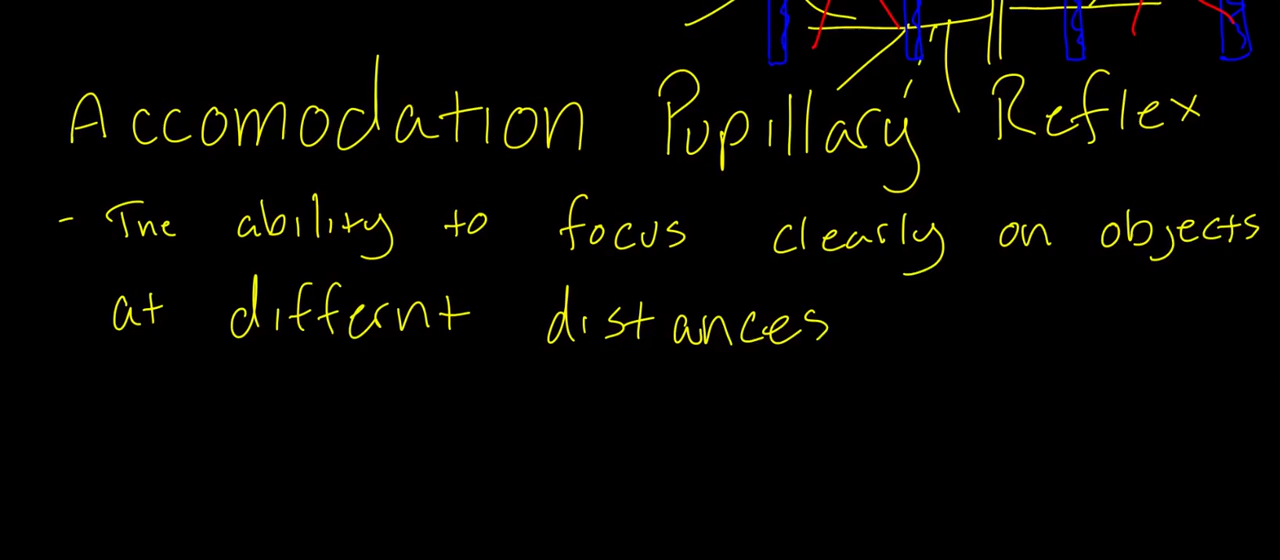 Accomodation Pupillary Reflex
- The ability to focus clearly on objects
at differnt distances